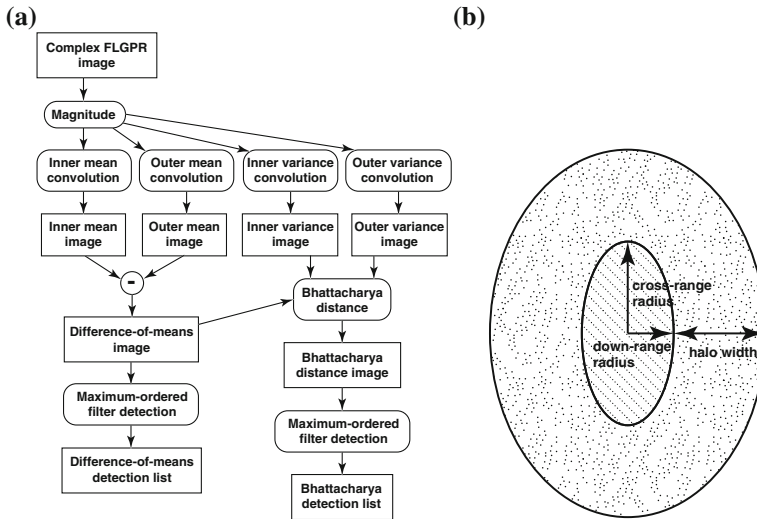 (a)
Complex FLGPR
image
Magnitude
Inner mean
convolution
Outer mean
convolution
Inner variance
convolution
Outer variance
convolution
Inner mean
image
Outer mean
image
Inner variance
image
Outer variance
image
-
Bhattacharya
distance
Difference-of-means
image
Bhattacharya
distance image
Maximum-ordered
filter detection
Maximum-ordered
filter detection
Difference-of-means
detection list
Bhattacharya
detection list
(b)
cross-range
radius
down-range
radius
halo width